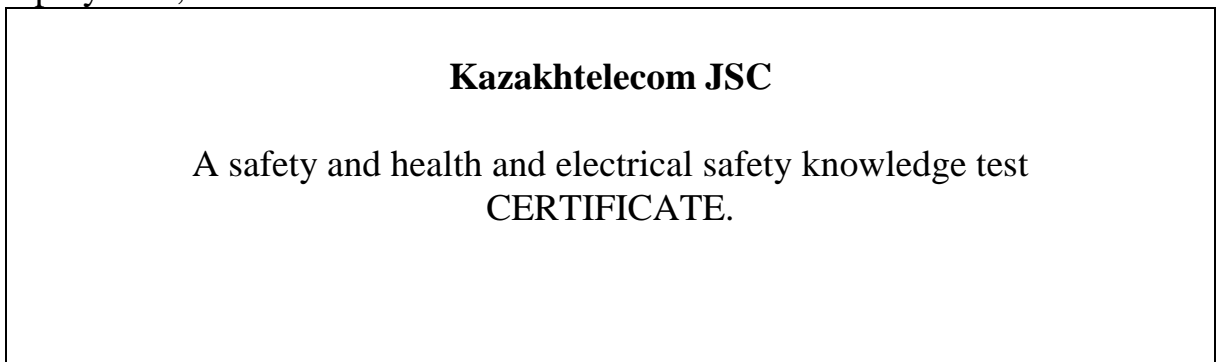 Kazakhtelecom JSC
A safety and health and electrical safety knowledge test
CERTIFICATE.